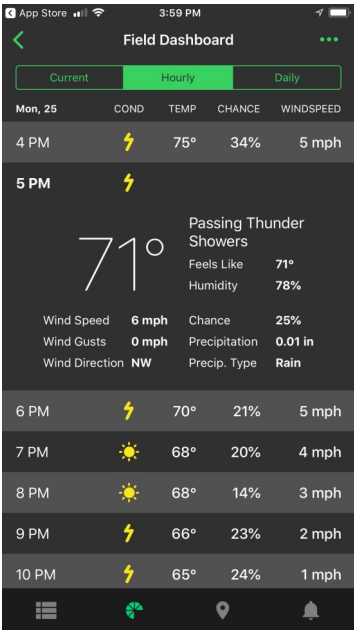 App Store 3:59 PM
Field Dashboard
Current Hourly Daily
Mon, 25 COND TEMP CHANCE WINDSPEED
4 PM 75° 34% 5 mph
5 PM
71°
Passing Thunder
Showers
Feels Like 71°
Humidity 78%
Wind Speed 6 mph Chance 25%
Wind Gusts 0 mph Precipitation 0.01 in
Wind Direction NW Precip. Type Rain
6 PM 70° 21% 5 mph
7 PM 68° 20% 4 mph
8 PM 68° 14% 3 mph
9 PM 66° 23% 2 mph
10 PM 65° 24% 1 mph